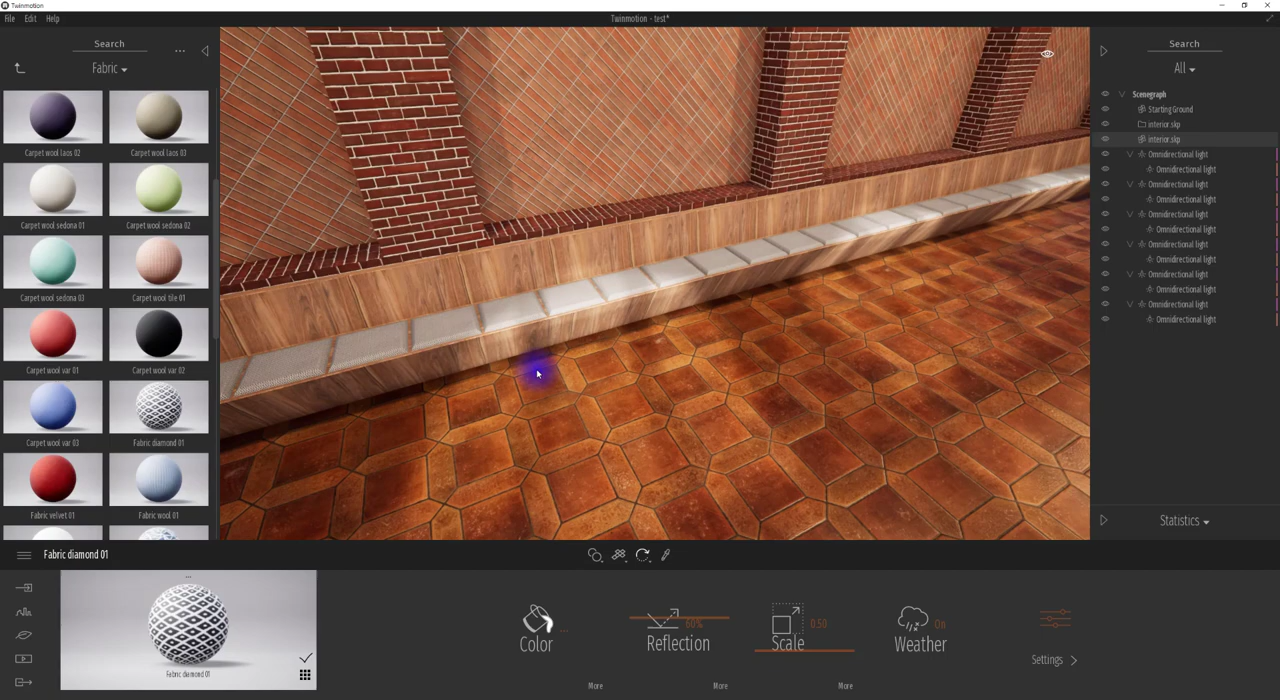 Twinmotion
File Edit Help
Twinmotion - test*
Search
...
Fabric
Carpet wool laos 02
Carpet wool laos 03
Carpet wool sedona 01
Carpet wool sedona 02
Carpet wool sedona 03
Carpet wool tile 01
Carpet wool var 01
Carpet wool var 02
Carpet wool var 03
Fabric diamond 01
Fabric velvet 01
Fabric wool 01
Search
All
Scenegraph
Starting Ground
interior.skp
interior.skp
Omnidirectional light
Omnidirectional light
Omnidirectional light
Omnidirectional light
Omnidirectional light
Omnidirectional light
Omnidirectional light
Omnidirectional light
Omnidirectional light
Omnidirectional light
Omnidirectional light
Omnidirectional light
Statistics
Fabric diamond 01
...
Fabric diamond 01
Color ...
More
60%
Reflection
More
0.50
Scale
More
On
Weather
Settings